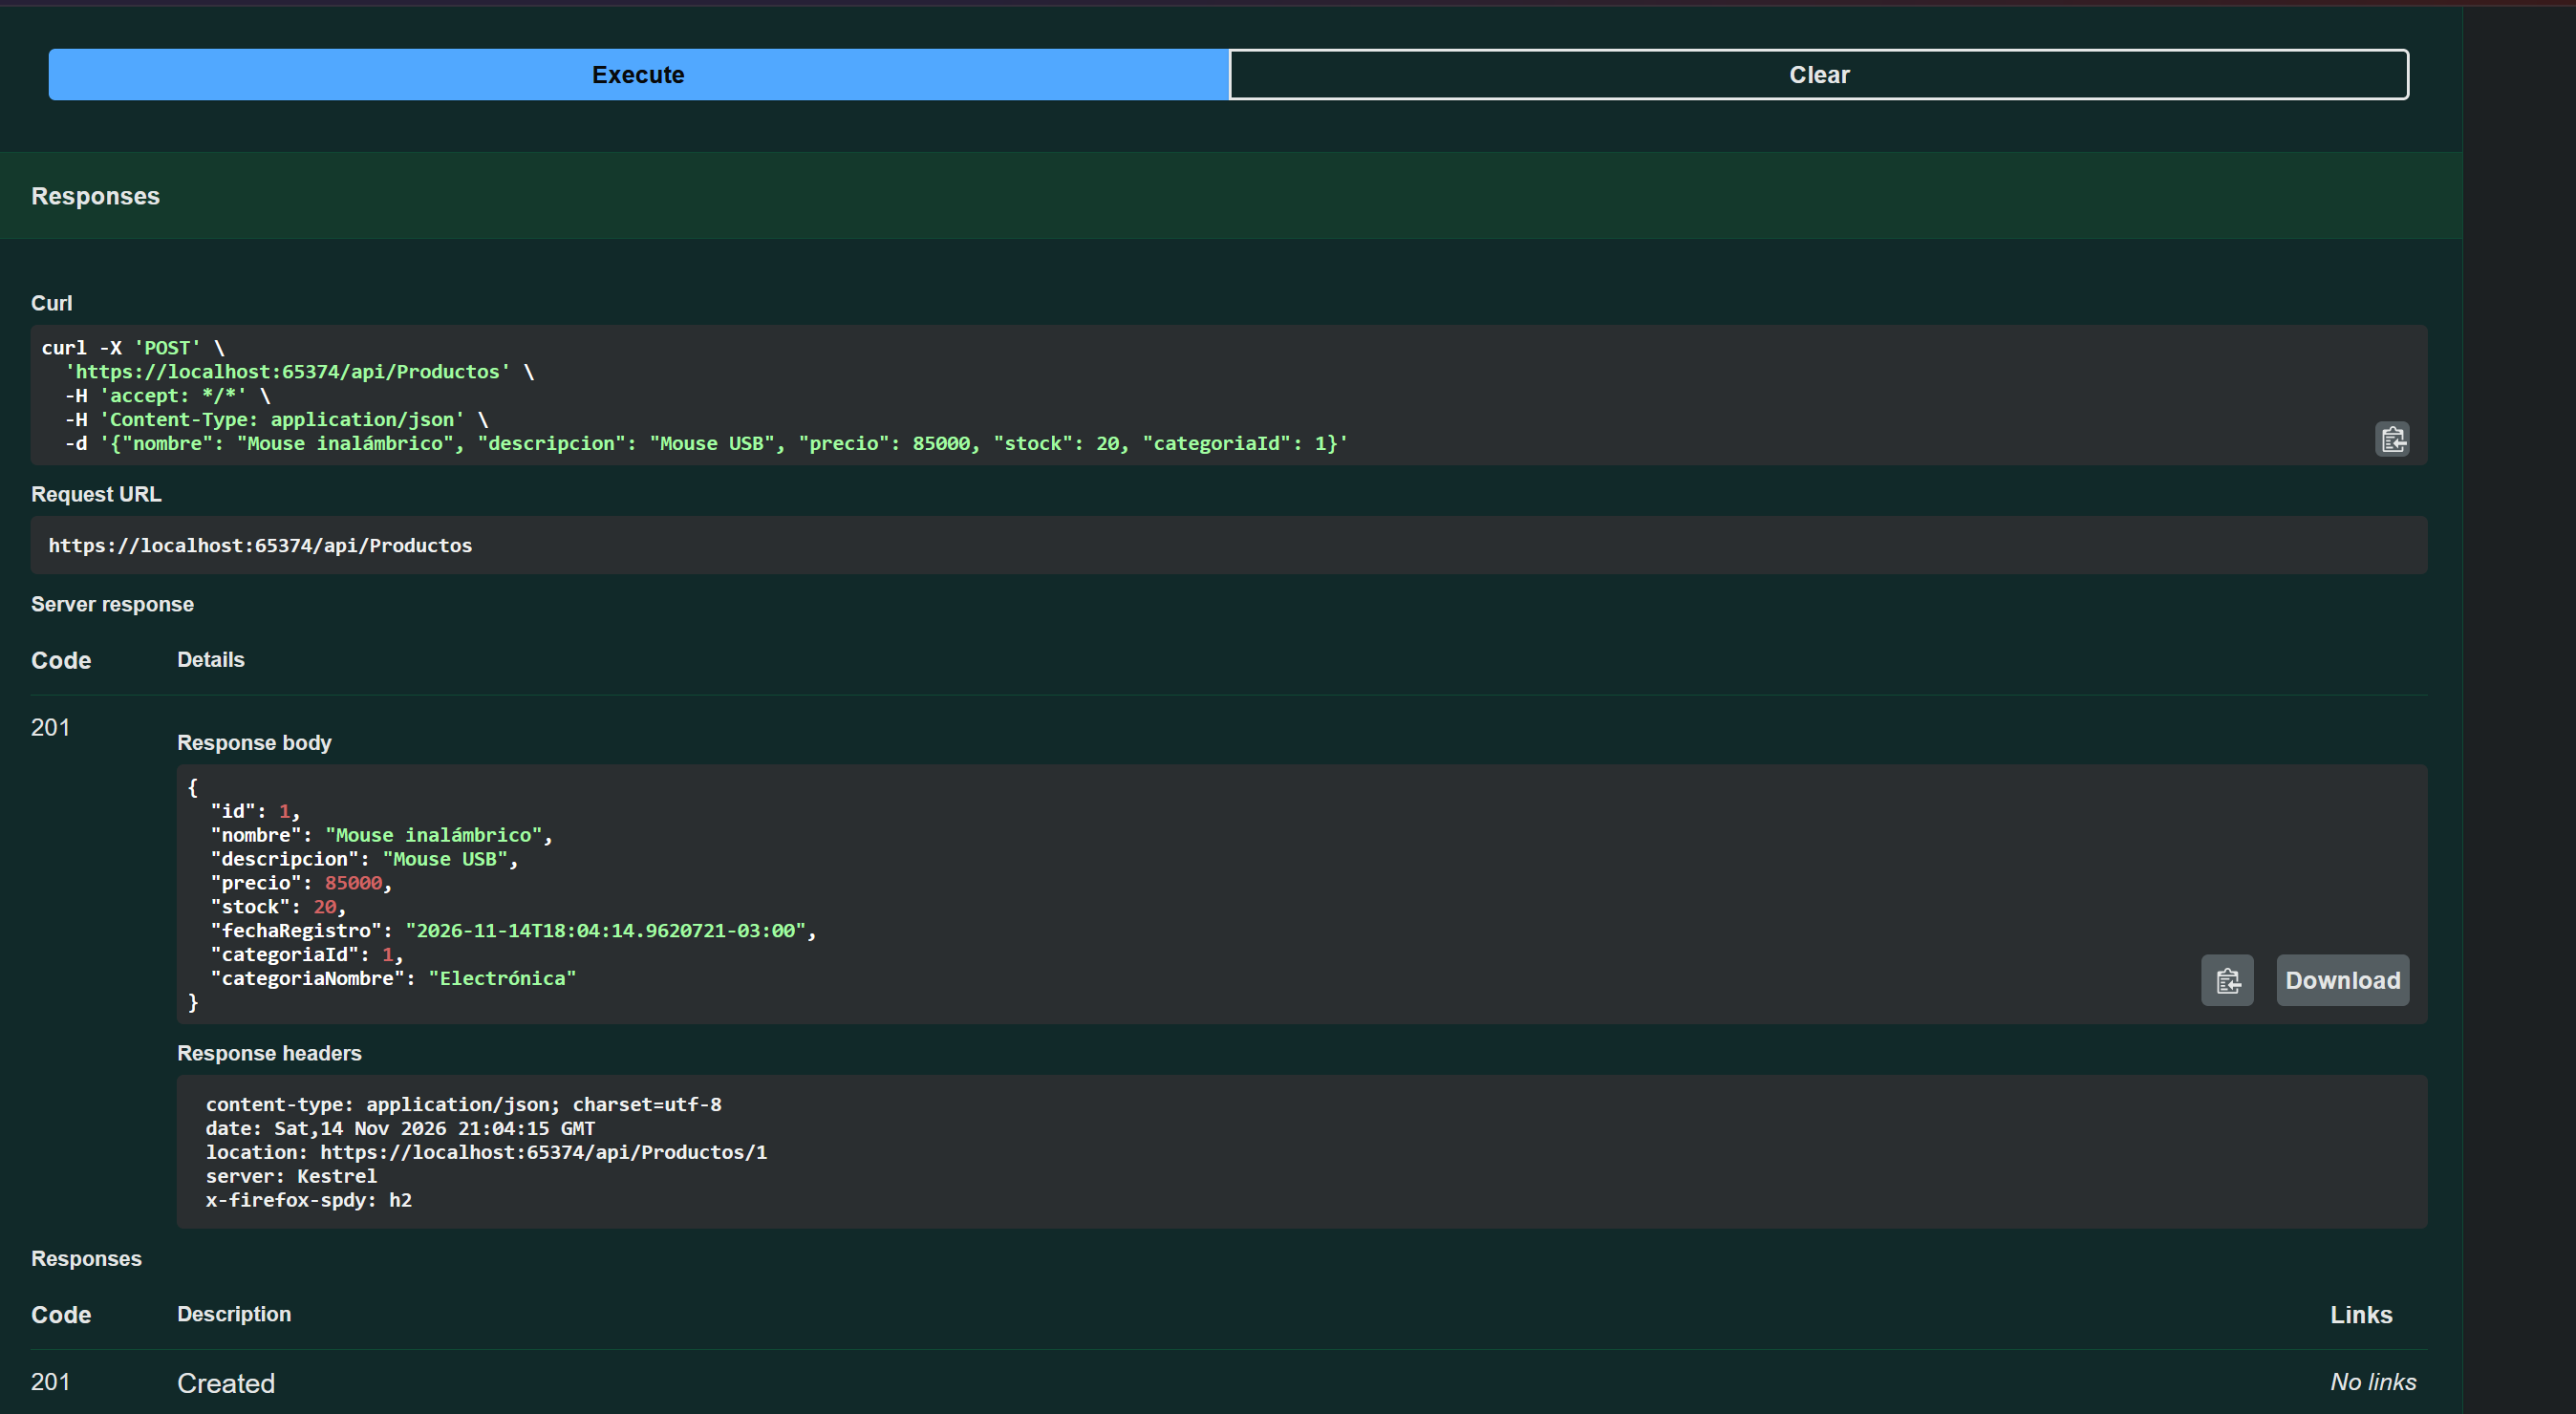 Execute
Clear
Responses
Curl
curl -X 'POST' \
  'https://localhost:65374/api/Productos' \
  -H 'accept: */*' \
  -H 'Content-Type: application/json' \
  -d '{"nombre": "Mouse inalámbrico", "descripcion": "Mouse USB", "precio": 85000, "stock": 20, "categoriaId": 1}'
Request URL
https://localhost:65374/api/Productos
Server response
Code Details
201
Response body
{
  "id": 1,
  "nombre": "Mouse inalámbrico",
  "descripcion": "Mouse USB",
  "precio": 85000,
  "stock": 20,
  "fechaRegistro": "2026-11-14T18:04:14.9620721-03:00",
  "categoriaId": 1,
  "categoriaNombre": "Electrónica"
}
Download
Response headers
content-type: application/json; charset=utf-8
date: Sat,14 Nov 2026 21:04:15 GMT
location: https://localhost:65374/api/Productos/1
server: Kestrel
x-firefox-spdy: h2
Responses
Code Description Links
201 Created No links